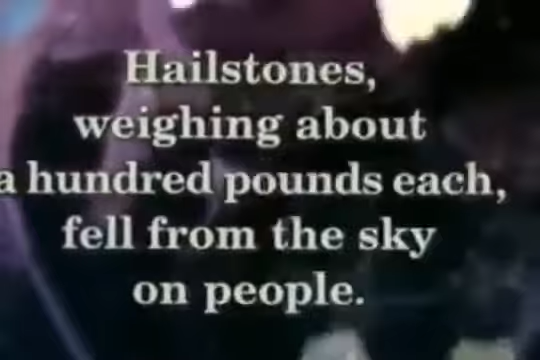 Hailstones,
weighing about
a hundred pounds each,
fell from the sky
on people.